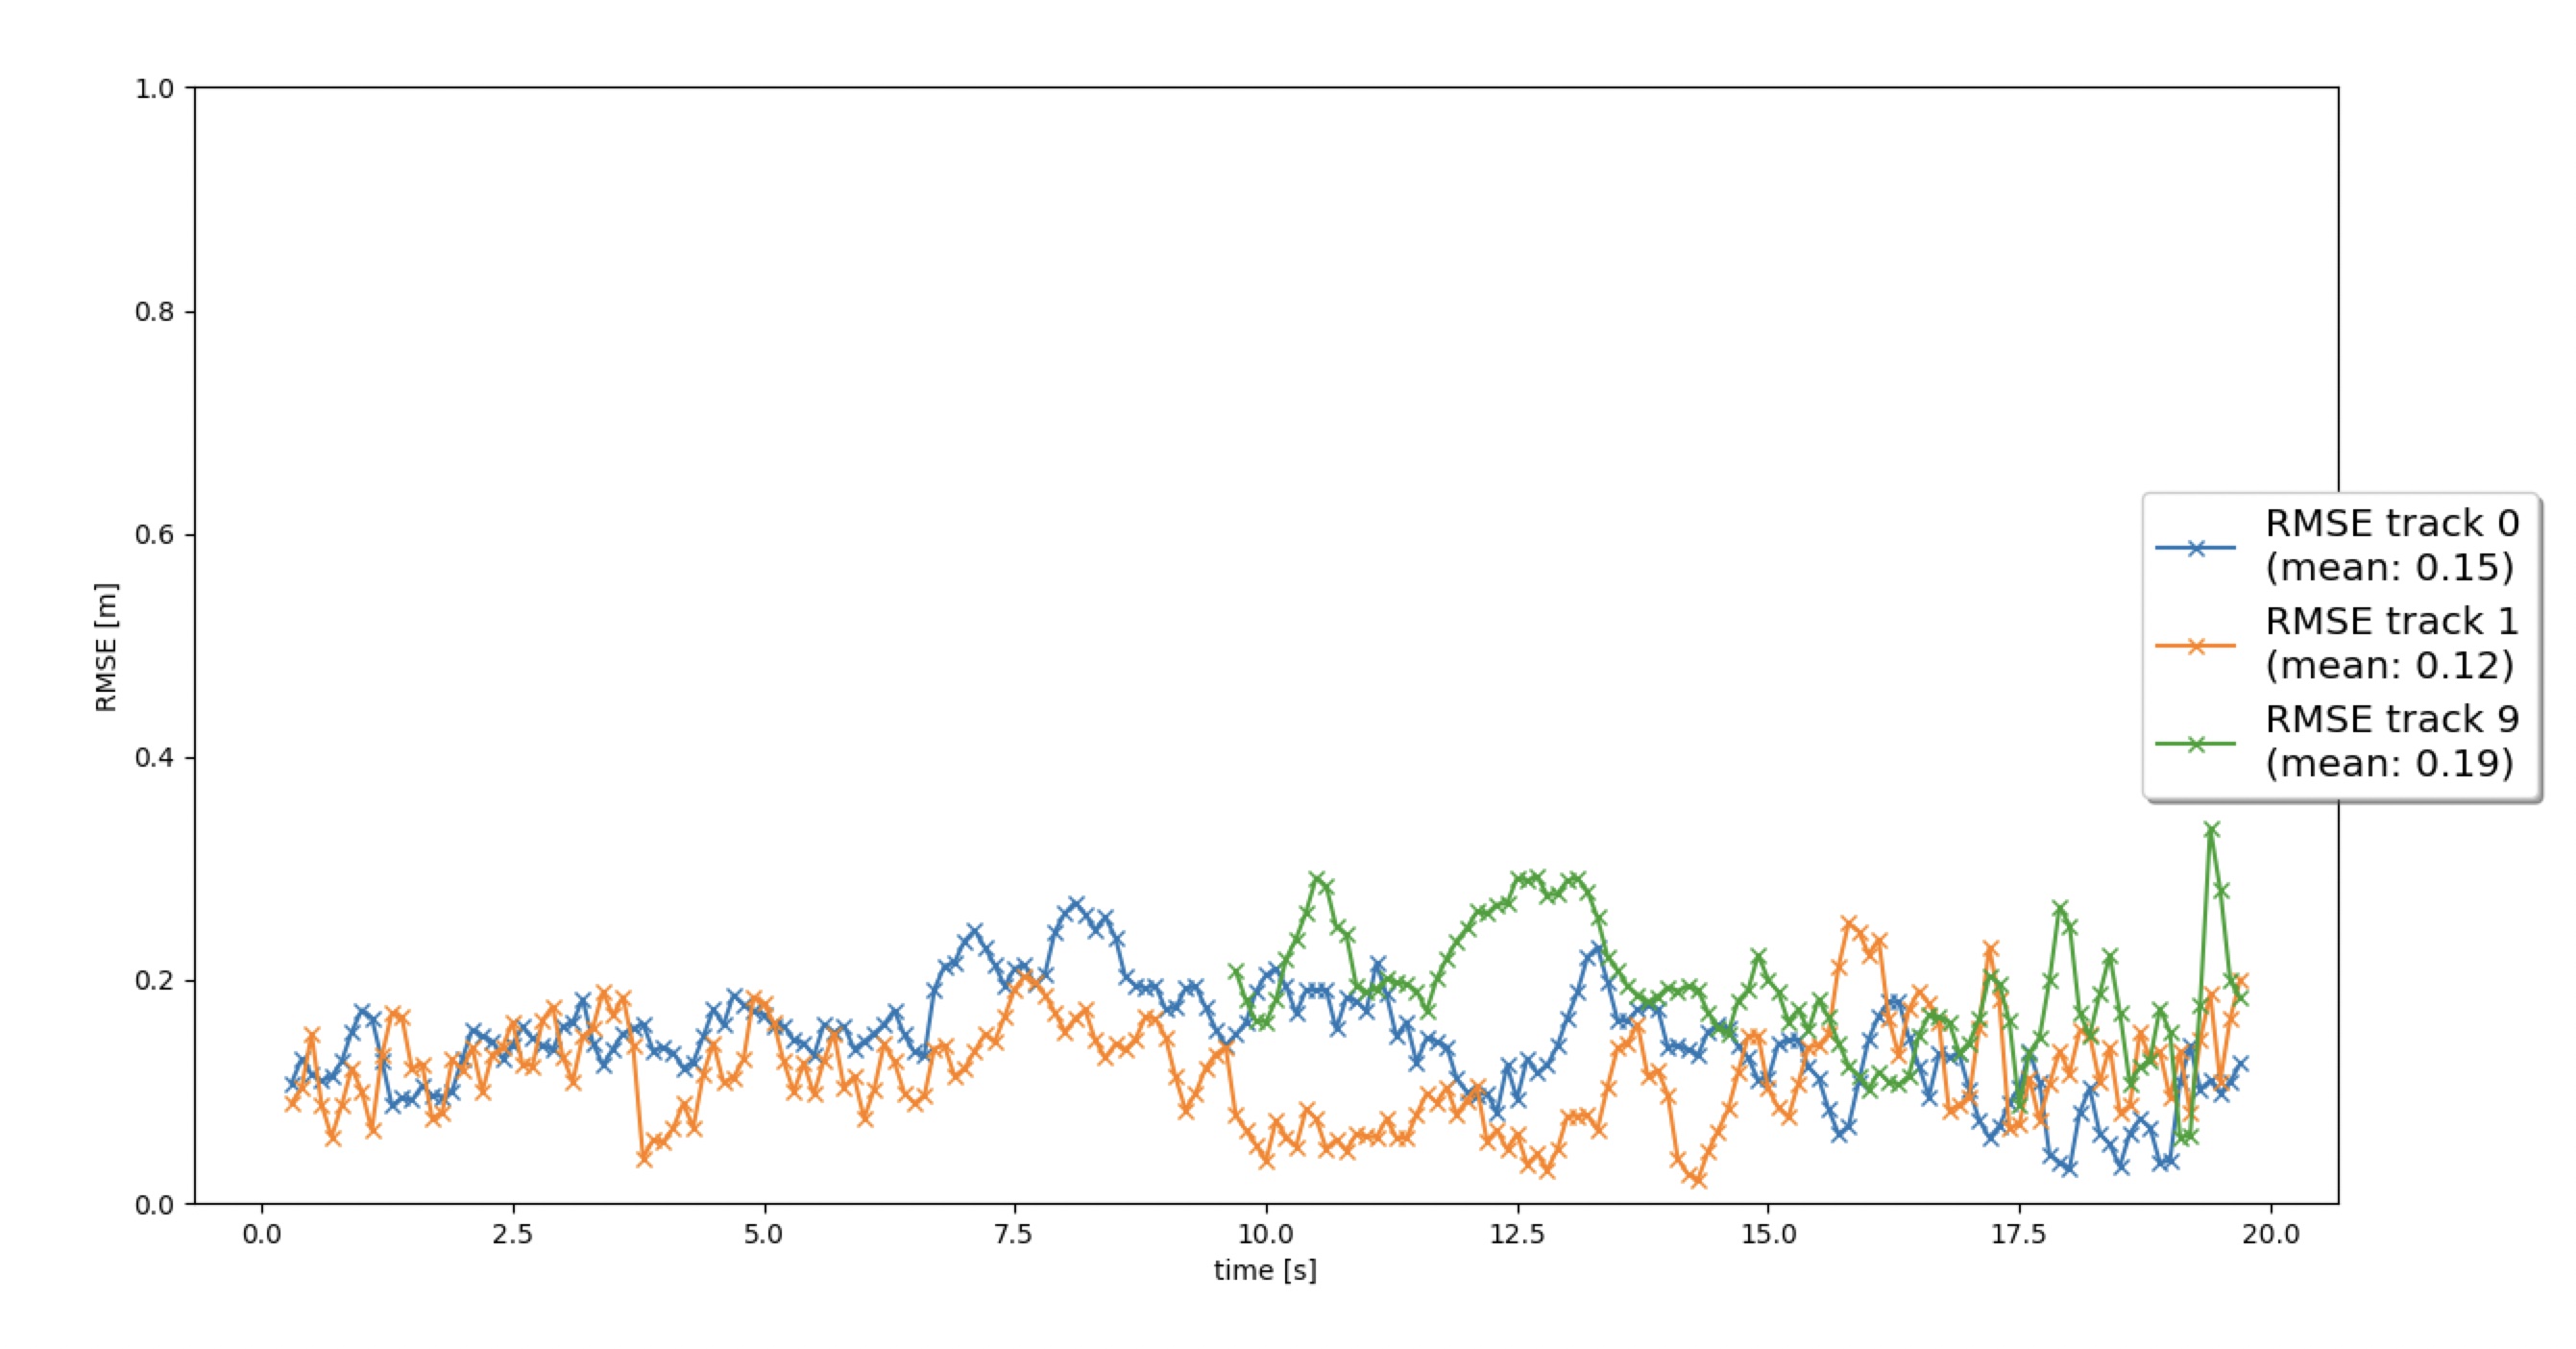 1.0
0.8
0.6
0.4
0.2
0.0
RMSE [m]
0.0 2.5 5.0 7.5 10.0 12.5 15.0 17.5 20.0
time [s]
RMSE track 0
(mean: 0.15)
RMSE track 1
(mean: 0.12)
RMSE track 9
(mean: 0.19)